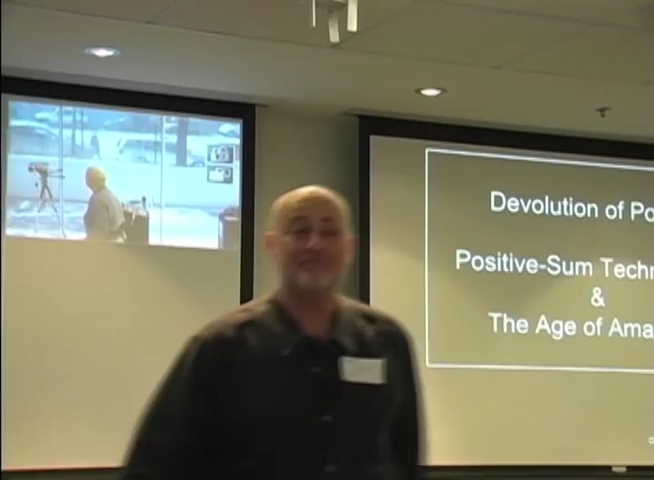 Devolution of Po
Positive-Sum Techn
&
The Age of Ama